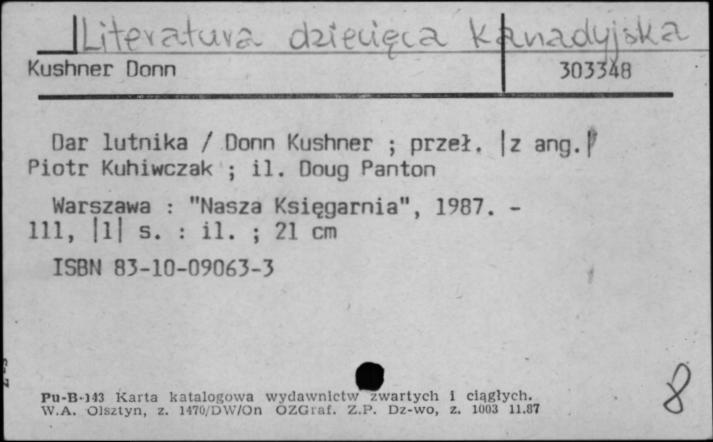 Literatura dziecięca kanadyjska
Kushner Donn 303348
Dar lutnika / Donn Kushner ; przeł. |z ang.|
Piotr Kuhiwczak ; il. Doug Panton
Warszawa : "Nasza Księgarnia", 1987. -
111, |1| s. : il. ; 21 cm
ISBN 83-10-09063-3
Pu-B-143 Karta katalogowa wydawnictw zwartych i ciągłych.
W.A. Olsztyn, z. 1470/DW/On OZGraf. Z.P. Dz-wo, z. 1003 11.87
8